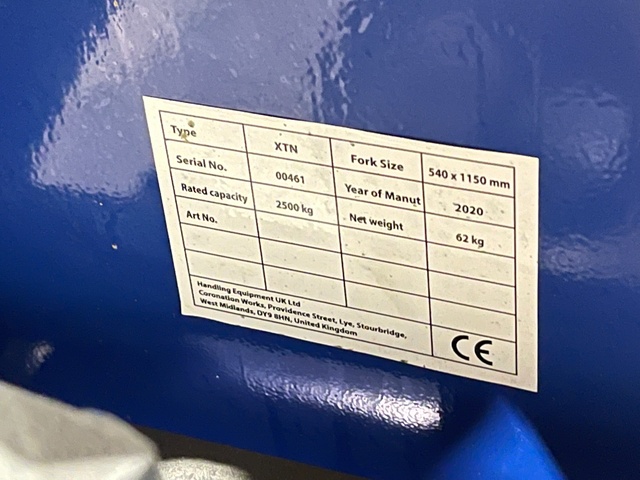 Type XTN Fork Size 540 x 1150 mm
Serial No. 00461 Year of Manut 2020
Rated capacity 2500 kg Net weight 62 kg
Art No.
Handling Equipment UK Ltd
Coronation Works, Providence Street, Lye, Stourbridge,
West Midlands, DY9 8HN, United Kingdom
CE